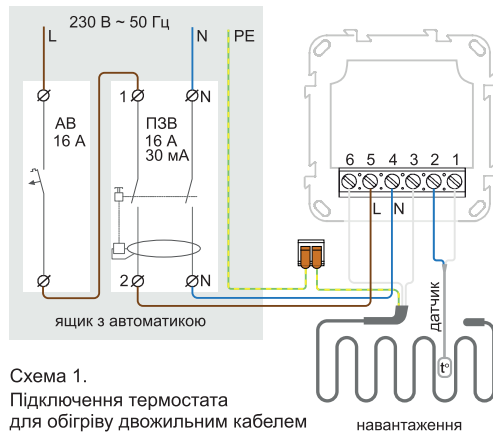 230 В ~ 50 Гц
L N PE
АВ
16 А
1 N
ПЗВ
16 А
30 мА
2 N
ящик з автоматикою
6 5 4 3 2 1
L N
датчик
t°
навантаження
Схема 1.
Підключення термостата
для обігріву двожильним кабелем